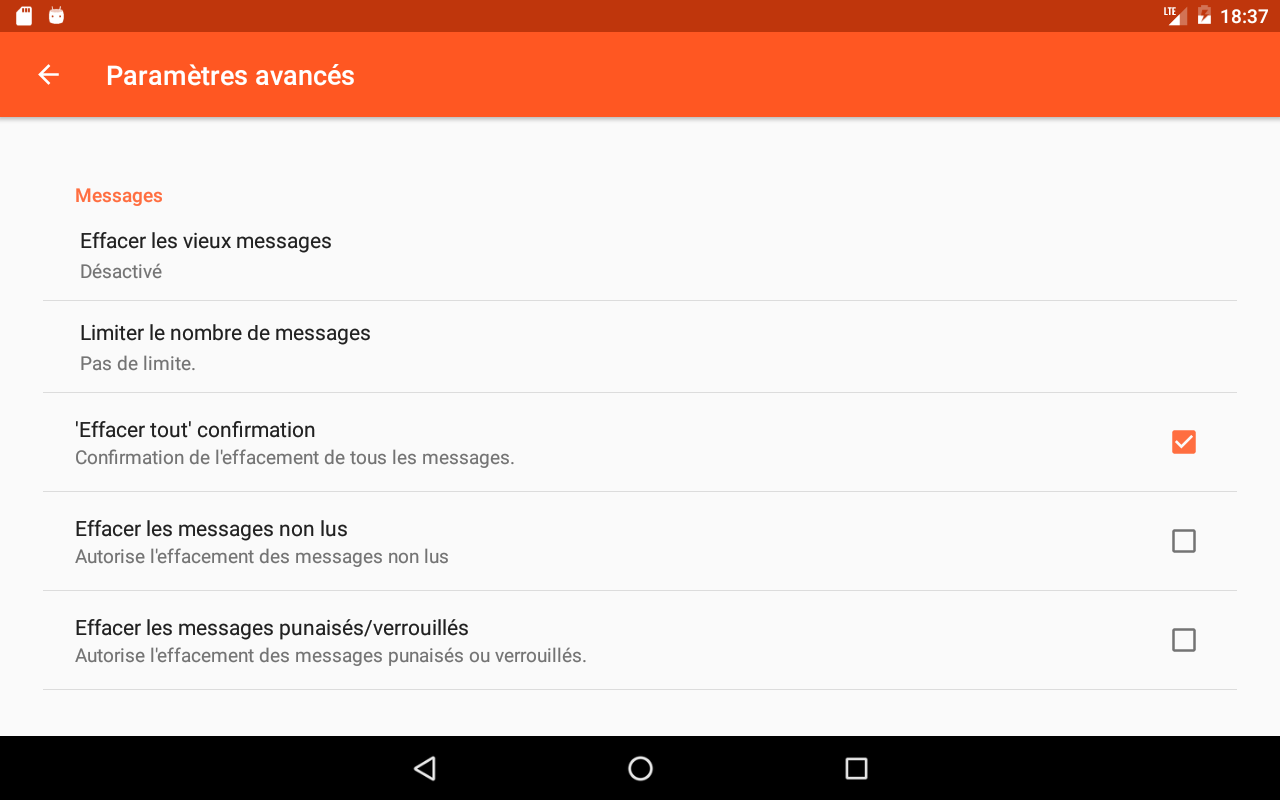 LTE 18:37
Paramètres avancés
Messages
Effacer les vieux messages
Désactivé
Limiter le nombre de messages
Pas de limite.
'Effacer tout' confirmation
Confirmation de l'effacement de tous les messages.
Effacer les messages non lus
Autorise l'effacement des messages non lus
Effacer les messages punaisés/verrouillés
Autorise l'effacement des messages punaisés ou verrouillés.